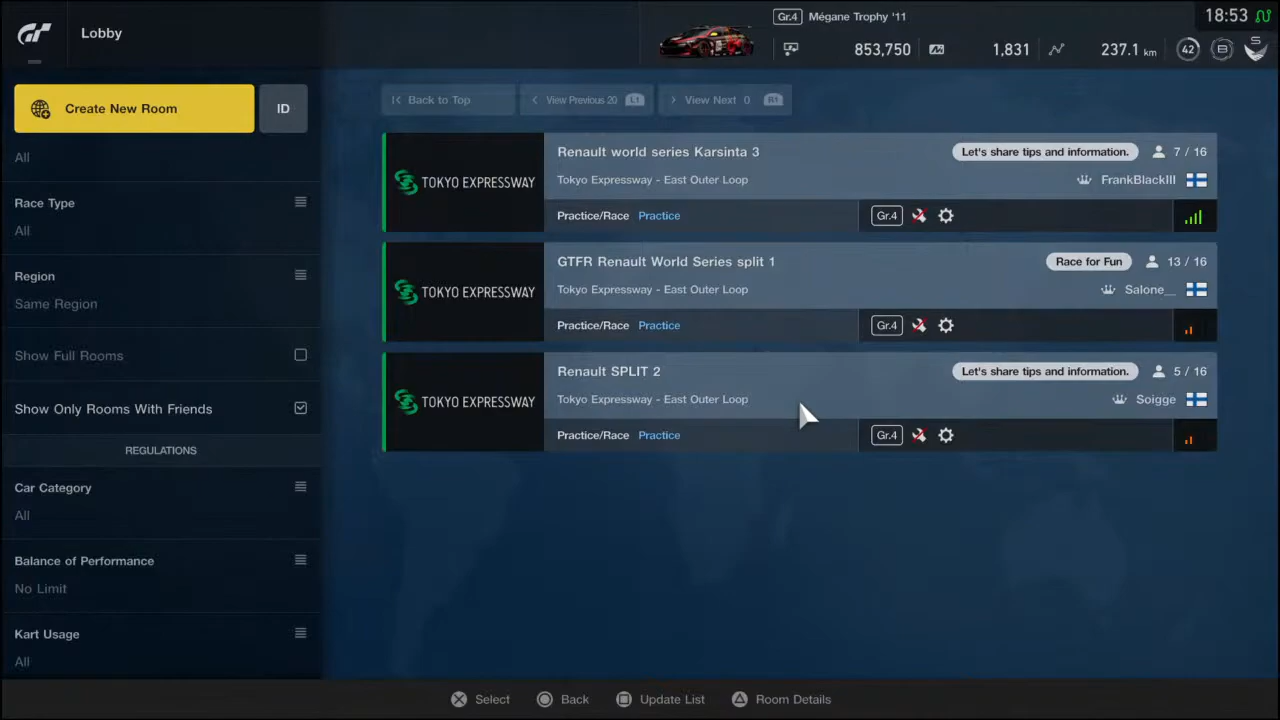 Lobby
Gr.4 Mégane Trophy '11
18:53
853,750 1,831 237.1 km 42 B S
Create New Room
ID
Back to Top
View Previous 20 L1
View Next 0 R1
All
Race Type
All
Region
Same Region
Show Full Rooms
Show Only Rooms With Friends
REGULATIONS
Car Category
All
Balance of Performance
No Limit
Kart Usage
All
TOKYO EXPRESSWAY
Renault world series Karsinta 3
Let's share tips and information.
7 / 16
Tokyo Expressway - East Outer Loop
FrankBlackIII
Practice/Race Practice
Gr.4
TOKYO EXPRESSWAY
GTFR Renault World Series split 1
Race for Fun
13 / 16
Tokyo Expressway - East Outer Loop
Salone__
Practice/Race Practice
Gr.4
TOKYO EXPRESSWAY
Renault SPLIT 2
Let's share tips and information.
5 / 16
Tokyo Expressway - East Outer Loop
Soigge
Practice/Race Practice
Gr.4
Select Back Update List Room Details